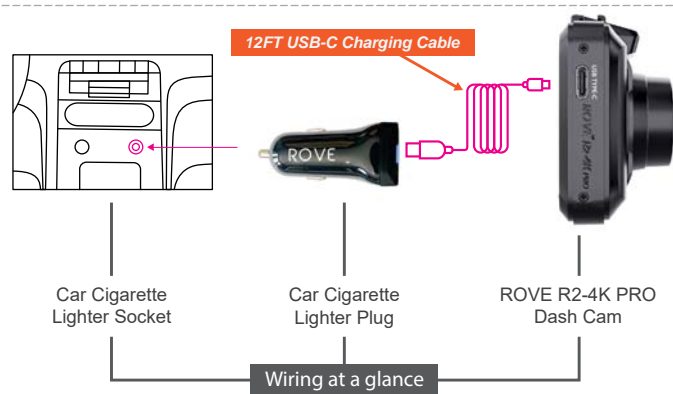 12FT USB-C Charging Cable
ROVE
USB TYPE-C
ROVE R2-4K PRO
Car Cigarette
Lighter Socket
Car Cigarette
Lighter Plug
ROVE R2-4K PRO
Dash Cam
Wiring at a glance